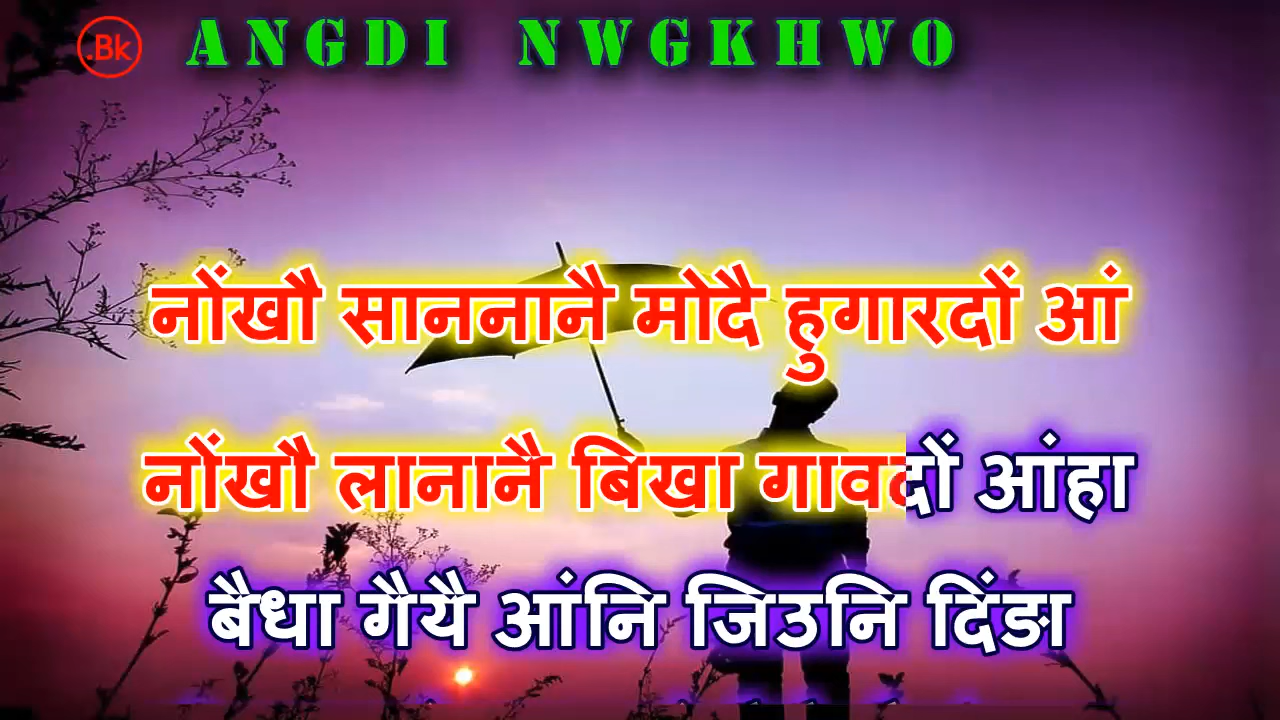 .Bk ANGDI NWGKHWO
नोंखौ साननानै मोदै हुगारदों आं
नोंखौ लानानै बिखा गावदों आंहा
बैधा गैयै आंनि जिउनि दिंङा